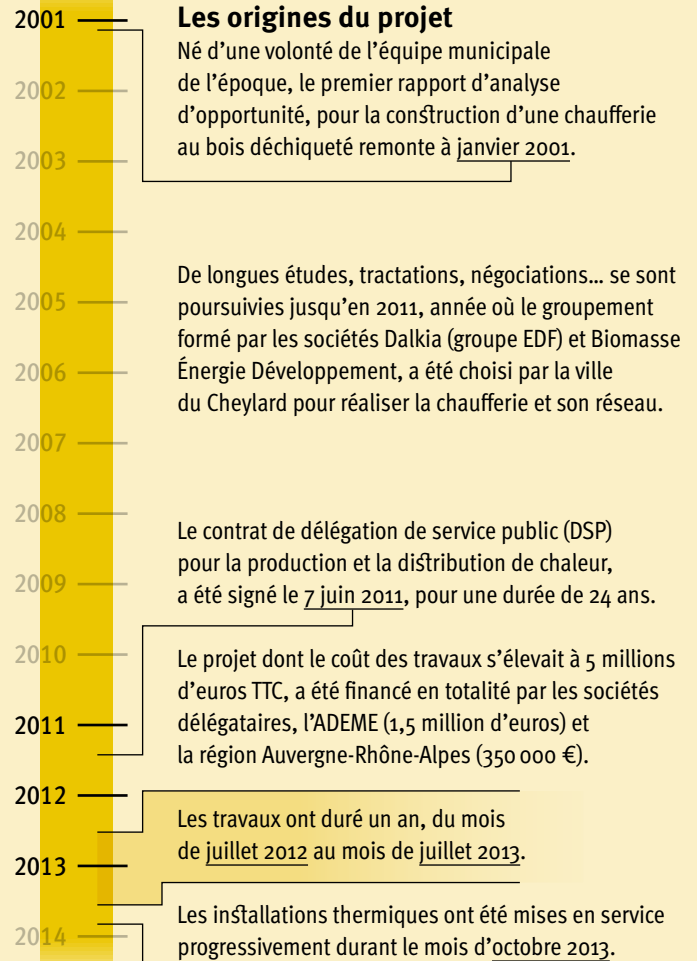 2001
Les origines du projet
Né d’une volonté de l’équipe municipale
de l’époque, le premier rapport d’analyse
d’opportunité, pour la construction d’une chaufferie
au bois déchiqueté remonte à janvier 2001.
2002
2003
2004
De longues études, tractations, négociations… se sont
poursuivies jusqu’en 2011, année où le groupement
formé par les sociétés Dalkia (groupe EDF) et Biomasse
Énergie Développement, a été choisi par la ville
du Cheylard pour réaliser la chaufferie et son réseau.
2005
2006
2007
2008
Le contrat de délégation de service public (DSP)
pour la production et la distribution de chaleur,
a été signé le 7 juin 2011, pour une durée de 24 ans.
2009
2010
Le projet dont le coût des travaux s’élevait à 5 millions
d’euros TTC, a été financé en totalité par les sociétés
délégataires, l’ADEME (1,5 million d’euros) et
la région Auvergne-Rhône-Alpes (350 000 €).
2011
2012
Les travaux ont duré un an, du mois
de juillet 2012 au mois de juillet 2013.
2013
Les installations thermiques ont été mises en service
progressivement durant le mois d’octobre 2013.
2014